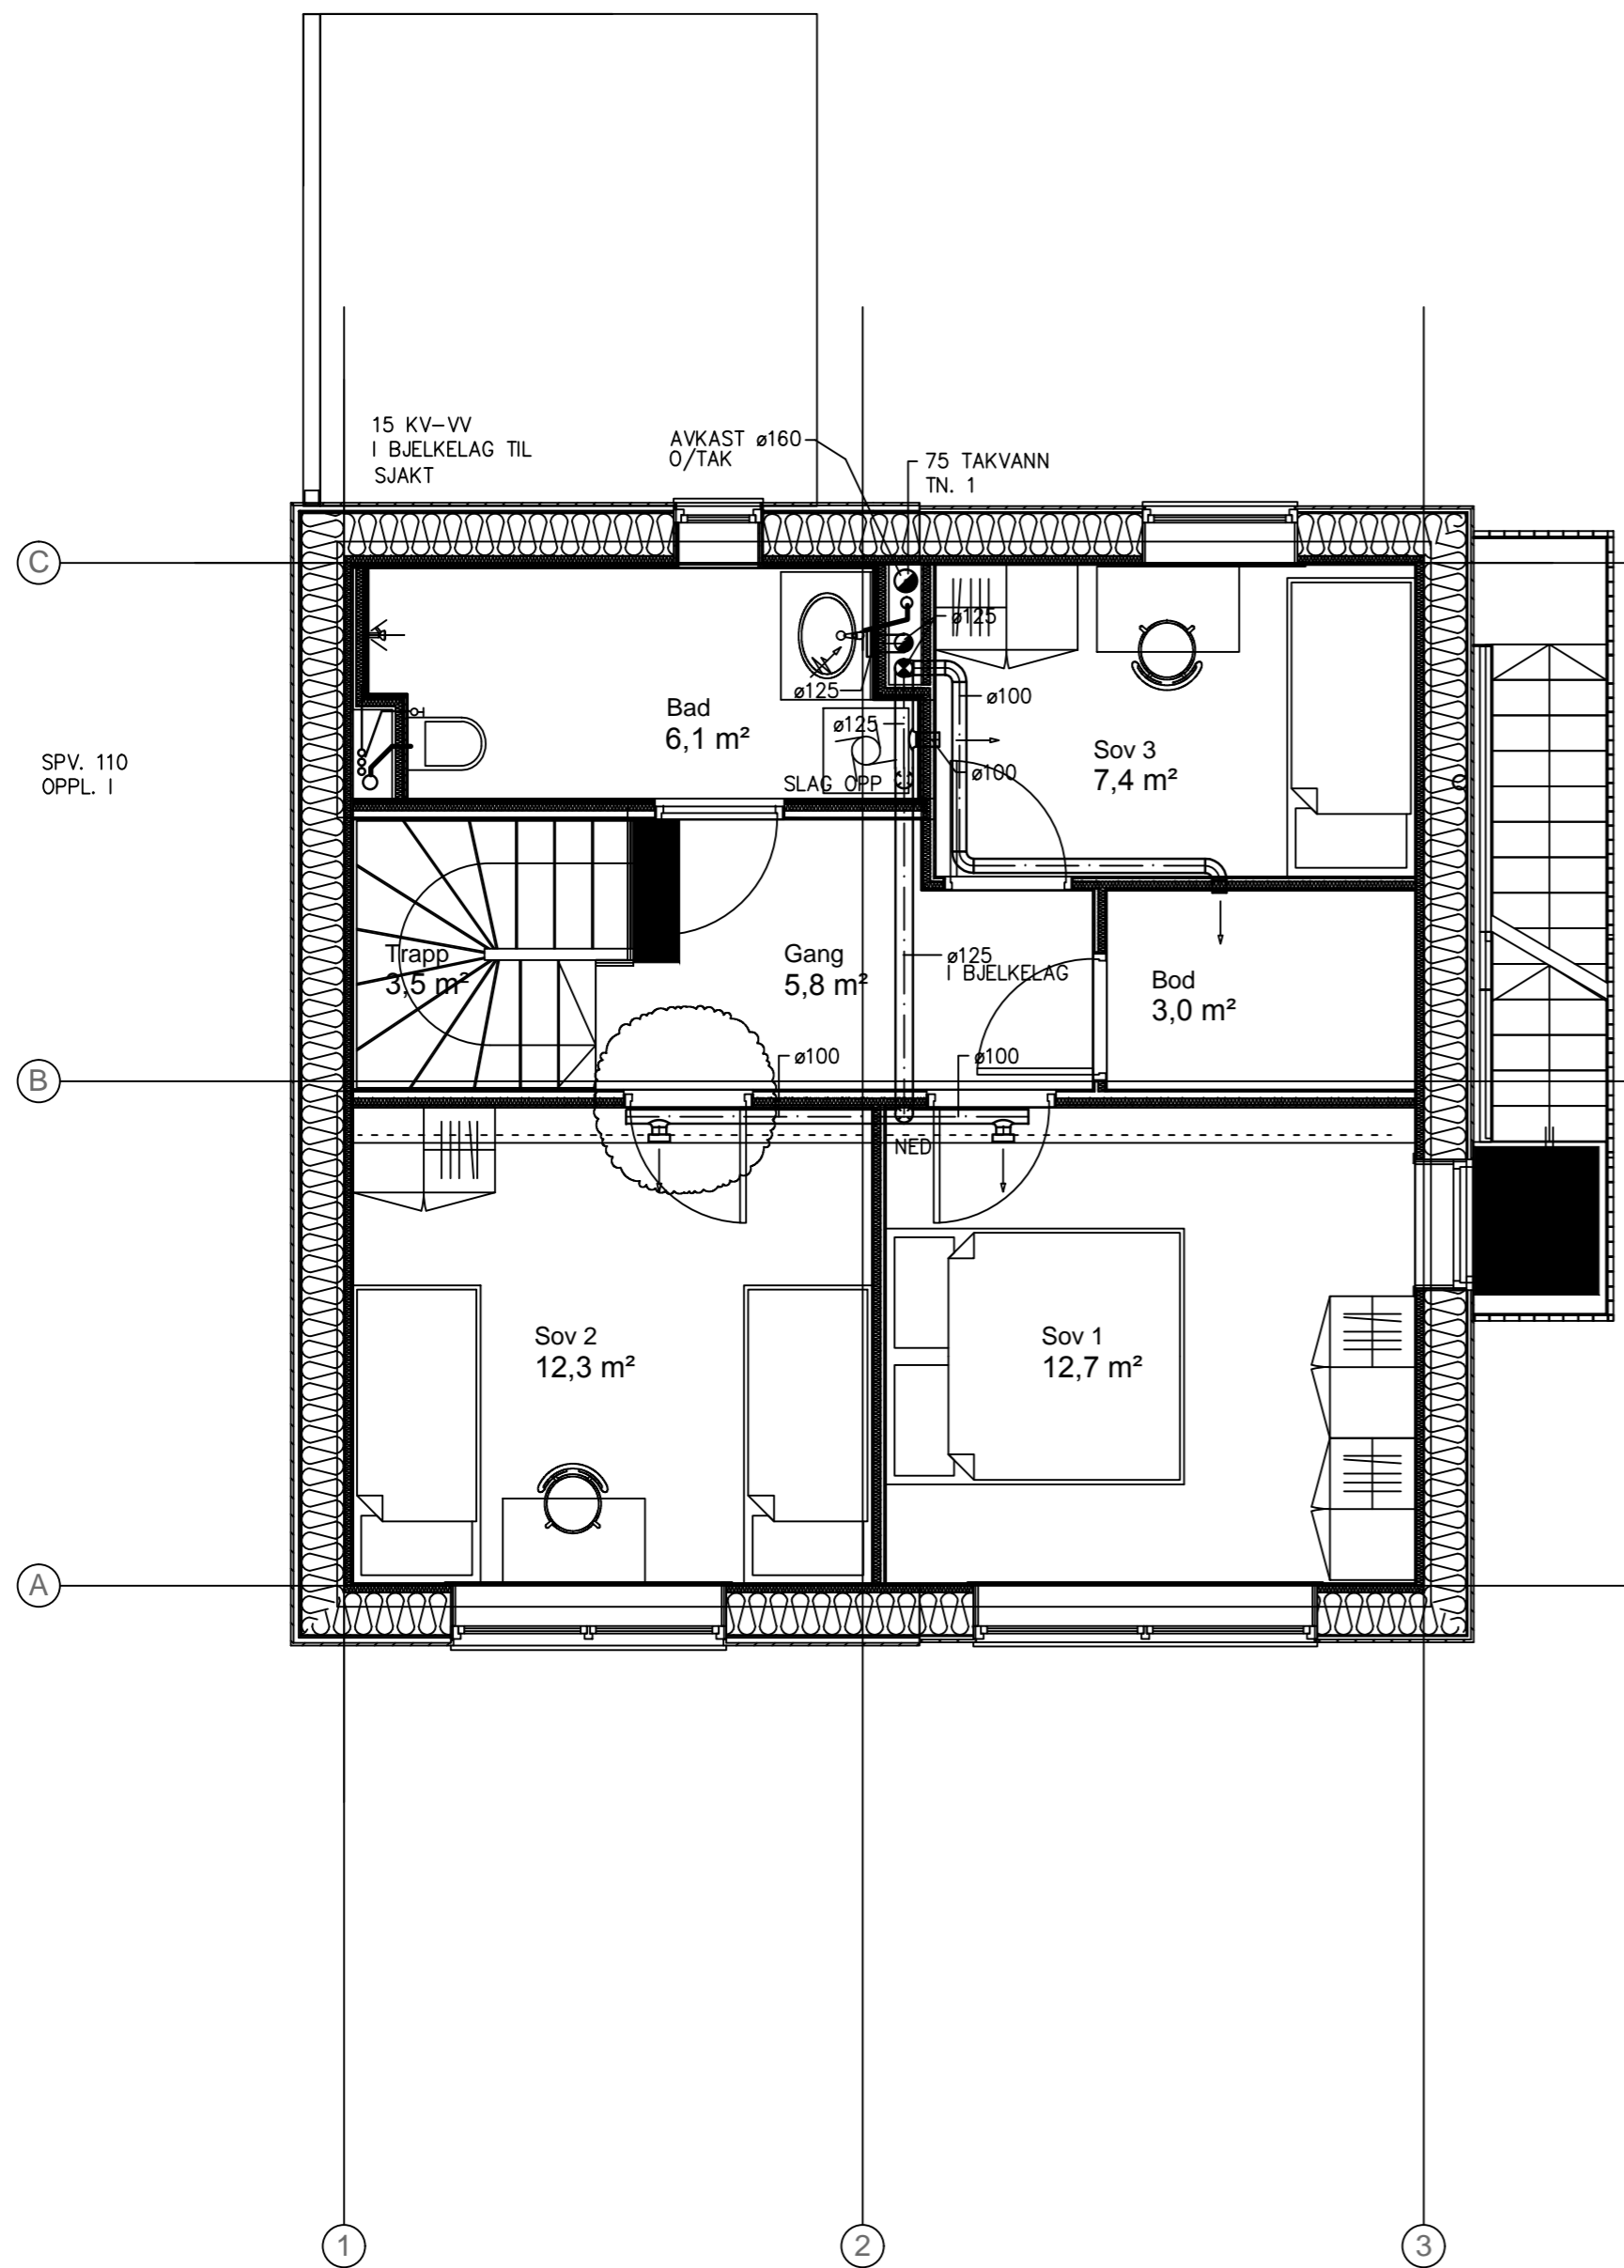 15 KV-VV
I BJELKELAG TIL
SJAKT
AVKAST ø160
O/TAK
75 TAKVANN
TN. 1
C
ø125
ø125
ø100
Bad
6,1 m²
ø125
Sov 3
7,4 m²
SPV. 110
OPPL. I
ø100
SLAG OPP
Trapp
3,5 m²
Gang
5,8 m²
ø125
I BJELKELAG
Bod
3,0 m²
B
ø100
ø100
NED
Sov 2
12,3 m²
Sov 1
12,7 m²
A
1
2
3